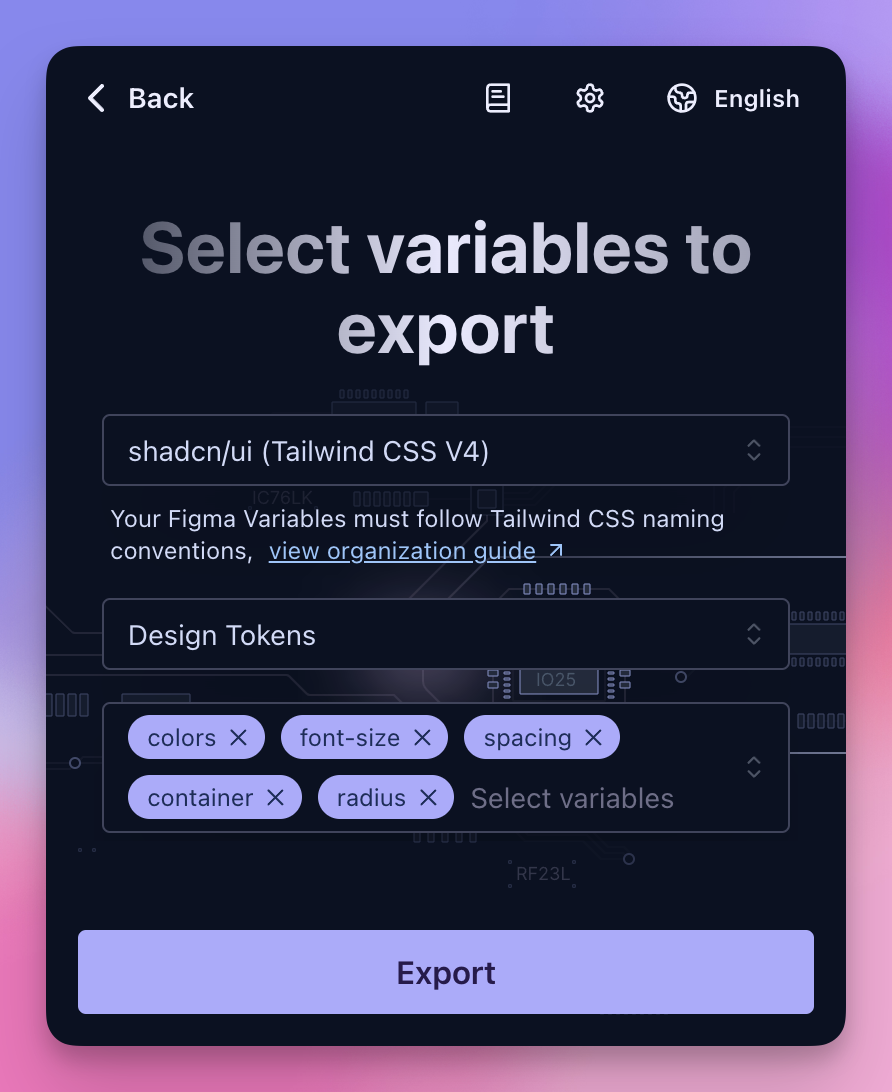 Back
English
Select variables to
export
shadcn/ui (Tailwind CSS V4)
IC76LK
Your Figma Variables must follow Tailwind CSS naming
conventions, view organization guide
Design Tokens
IO25
colors
font-size
spacing
container
radius
Select variables
RF23L
Export